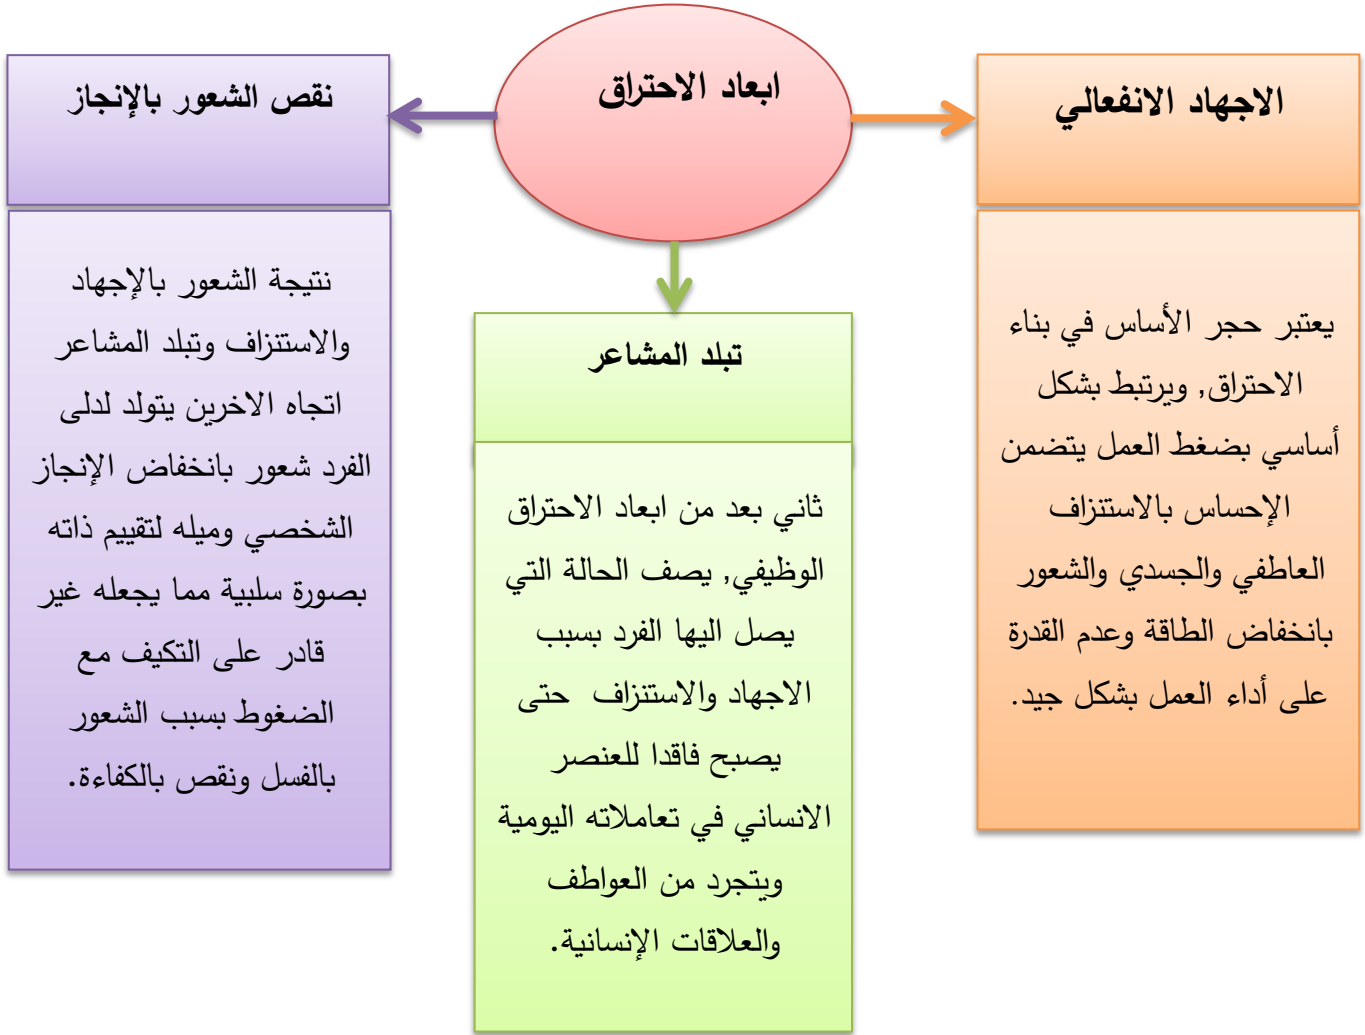 ابعاد الاحتراق
الاجهاد الانفعالي
يعتبر حجر الأساس في بناء
الاحتراق, ويرتبط بشكل
أساسي بضغط العمل يتضمن
الإحساس بالاستنزاف
العاطفي والجسدي والشعور
بانخفاض الطاقة وعدم القدرة
على أداء العمل بشكل جيد.
تبلد المشاعر
ثاني بعد من ابعاد الاحتراق
الوظيفي, يصف الحالة التي
يصل اليها الفرد بسبب
الاجهاد والاستنزاف حتى
يصبح فاقدا للعنصر
الانساني في تعاملاته اليومية
ويتجرد من العواطف
والعلاقات الإنسانية.
نقص الشعور بالإنجاز
نتيجة الشعور بالإجهاد
والاستنزاف وتبلد المشاعر
اتجاه الاخرين يتولد لدلى
الفرد شعور بانخفاض الإنجاز
الشخصي وميله لتقييم ذاته
بصورة سلبية مما يجعله غير
قادر على التكيف مع
الضغوط بسبب الشعور
بالفسل ونقص بالكفاءة.